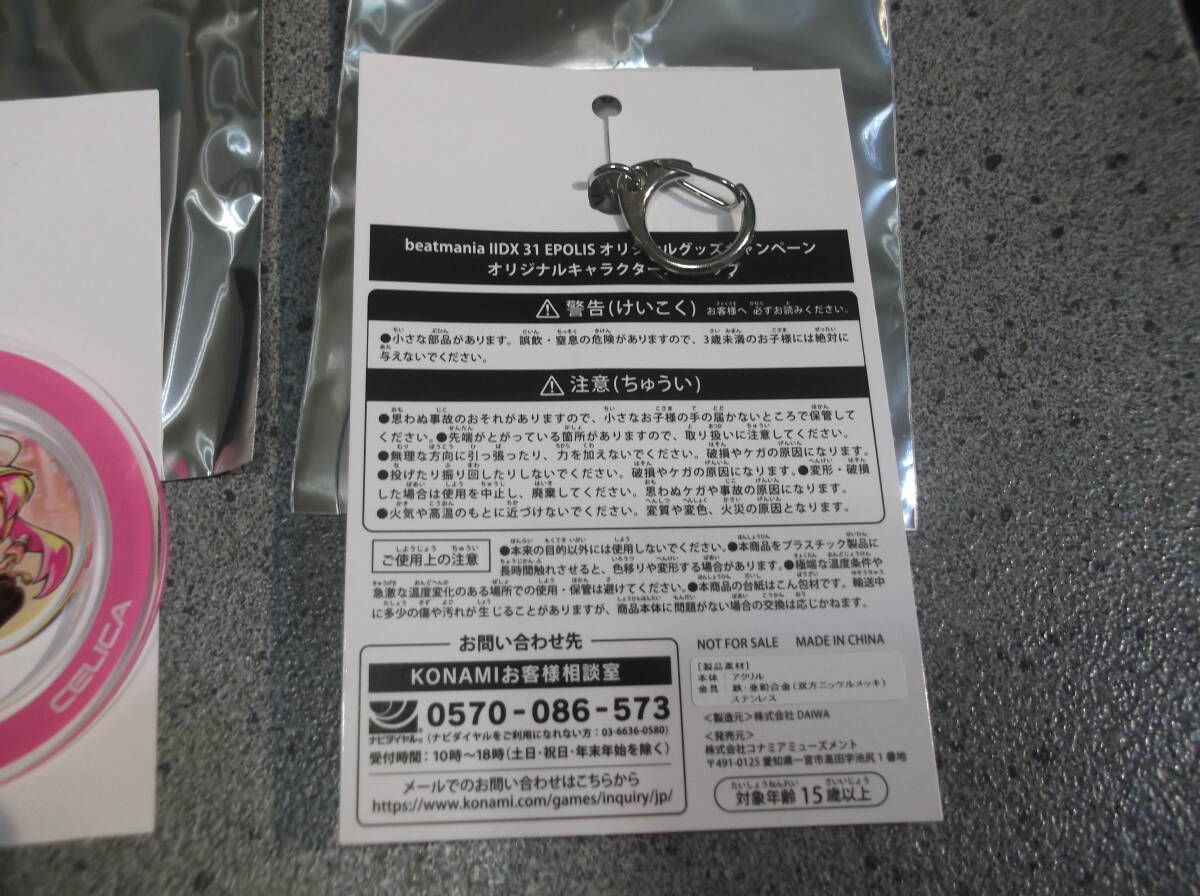 beatmania IIDX 31 EPOLIS オリジナルグッズキャンペーン
オリジナルキャラクター
⚠ 警告(けいこく) お客様へ 必ずお読みください。
●小さな部品があります。誤飲・窒息の危険がありますので、3歳未満のお子様には絶対に
与えないでください。
⚠ 注意(ちゅうい)
●思わぬ事故のおそれがありますので、小さなお子様の手の届かないところで保管して
ください。●先端がとがっている箇所がありますので、取り扱いに注意してください。
●無理な方向に引っ張ったり、力を加えないでください。破損やケガの原因になります。
●投げたり振り回したりしないでください。破損やケガの原因になります。●変形・破損
した場合は使用を中止し、廃棄してください。思わぬケガや事故の原因になります。
●火気や高温のもとに近づけないでください。変質や変色、火災の原因となります。
ご使用上の注意
●本来の目的以外には使用しないでください。●本商品をプラスチック製品に
長時間触れさせると、色移りや変形する場合があります。●極端な温度条件や
急激な温度変化のある場所での使用・保管は避けてください。●本商品の台紙はこん包材です。輸送中
に多少の傷や汚れが生じることがありますが、商品本体に問題がない場合の交換は応じかねます。
お問い合わせ先
KONAMIお客様相談室
0570-086-573
ナビダイヤル® (ナビダイヤルをご利用になれない方：03-6636-0580)
受付時間：10時〜18時(土日・祝日・年末年始を除く)
メールでのお問い合わせはこちらから
https://www.konami.com/games/inquiry/jp/
NOT FOR SALE MADE IN CHINA
[製品素材]
本体：アクリル
金具：鉄・亜鉛合金(双方ニッケルメッキ)
ステンレス
＜製造元＞株式会社 DAIWA
＜発売元＞
株式会社コナミアミューズメント
〒491-0125 愛知県一宮市高田字池尻1番地
対象年齢 15歳以上
CELICA